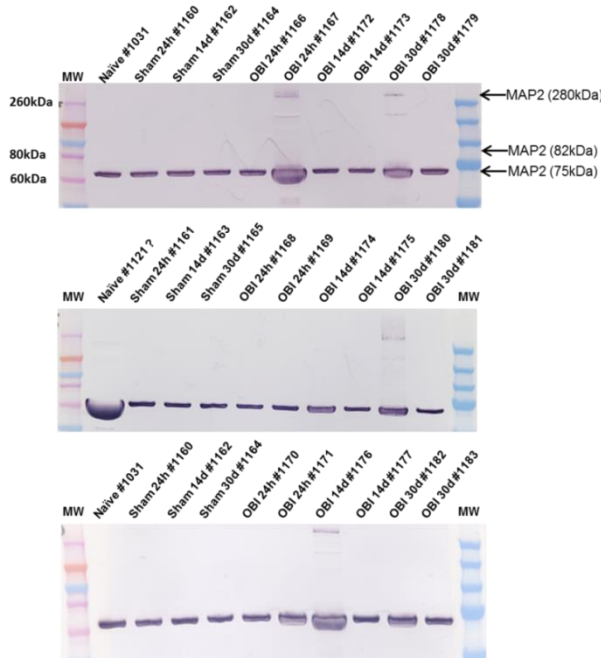 MW
Naïve #1031
Sham 24h #1160
Sham 14d #1162
Sham 30d #1164
OBI 24h #1166
OBI 24h #1167
OBI 14d #1172
OBI 14d #1173
OBI 30d #1178
OBI 30d #1179
260kDa
80kDa
60kDa
MAP2 (280kDa)
MAP2 (82kDa)
MAP2 (75kDa)
MW
Naïve #1121 ?
Sham 24h #1161
Sham 14d #1163
Sham 30d #1165
OBI 24h #1168
OBI 24h #1169
OBI 14d #1174
OBI 14d #1175
OBI 30d #1180
OBI 30d #1181
MW
MW
Naïve #1031
Sham 24h #1160
Sham 14d #1162
Sham 30d #1164
OBI 24h #1170
OBI 24h #1171
OBI 14d #1176
OBI 14d #1177
OBI 30d #1182
OBI 30d #1183
MW